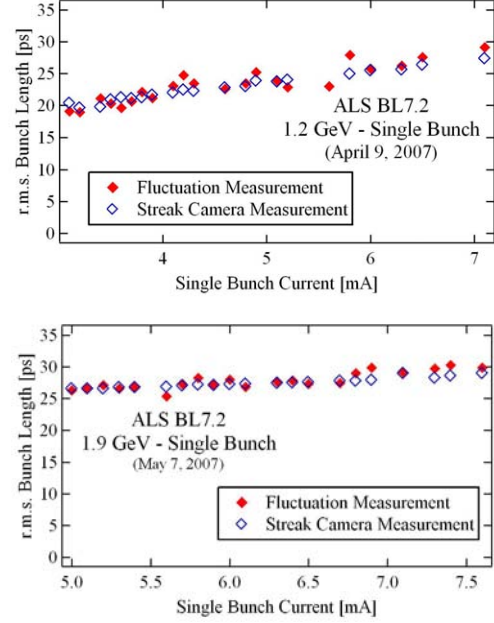 35
30
25
20
15
10
5
0
r.m.s. Bunch Length [ps]
ALS BL7.2
1.2 GeV - Single Bunch
(April 9, 2007)
Fluctuation Measurement
Streak Camera Measurement
4 5 6 7
Single Bunch Current [mA]
35
30
25
20
15
10
5
0
r.m.s. Bunch Length [ps]
ALS BL7.2
1.9 GeV - Single Bunch
(May 7, 2007)
Fluctuation Measurement
Streak Camera Measurement
5.0 5.5 6.0 6.5 7.0 7.5
Single Bunch Current [mA]